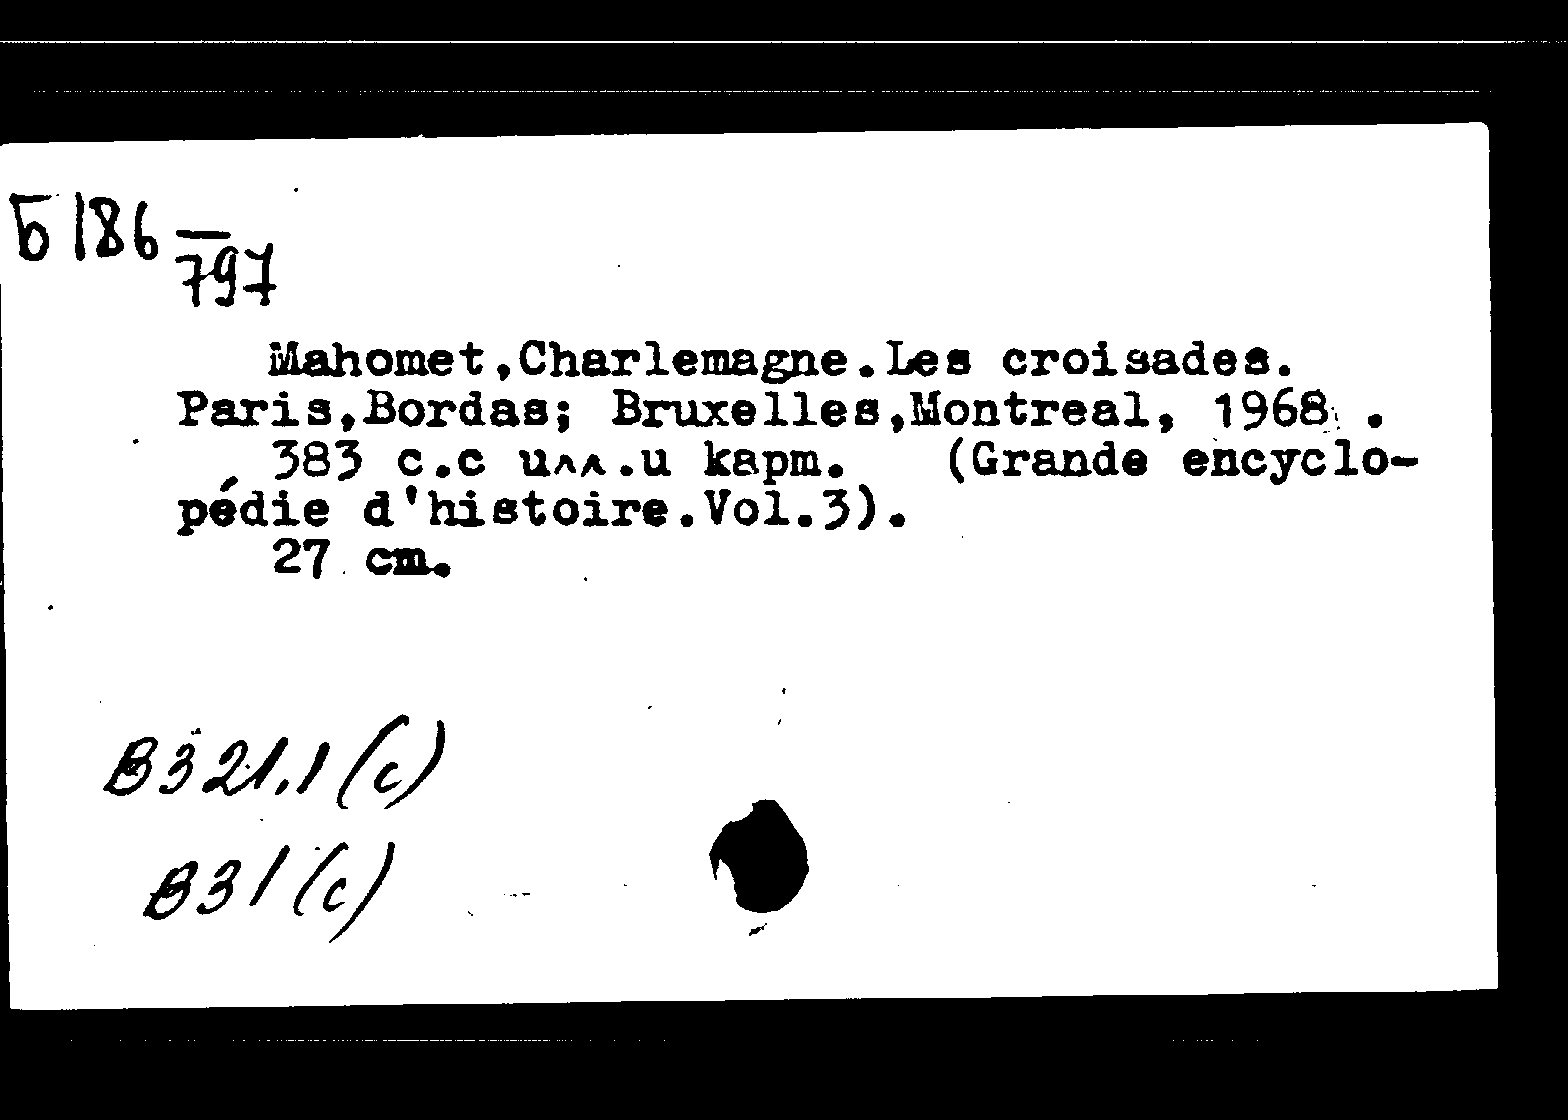 Б 186
797
Mahomet,Charlemagne.Les croisades.
Paris,Bordas; Bruxelles,Montreal, 1968 .
383 с.с илл.и карт. (Grande encyclo-
pédie d'histoire.Vol.3).
27 cm.
В321.1(с)
В31(с)